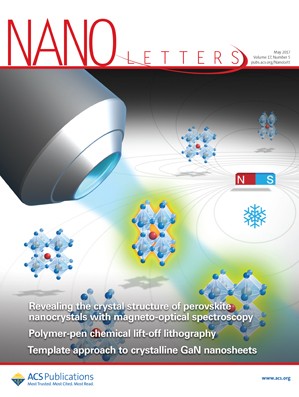 NANO
LETTERS
May 2017
Volume 17, Number 5
pubs.acs.org/NanoLett
N S
Revealing the crystal structure of perovskite
nanocrystals with magneto-optical spectroscopy
Polymer-pen chemical lift-off lithography
Template approach to crystalline GaN nanosheets
ACS Publications
Most Trusted. Most Cited. Most Read.
www.acs.org